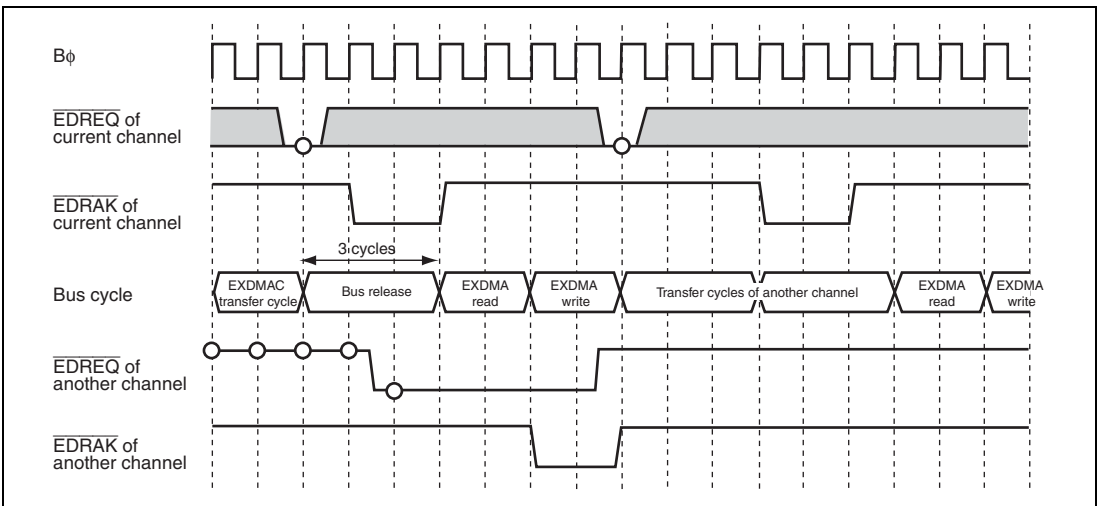 Bφ
EDREQ of
current channel
EDRAK of
current channel
3 cycles
Bus cycle
EXDMAC
transfer cycle
Bus release
EXDMA
read
EXDMA
write
Transfer cycles of another channel
EXDMA
read
EXDMA
write
EDREQ of
another channel
EDRAK of
another channel